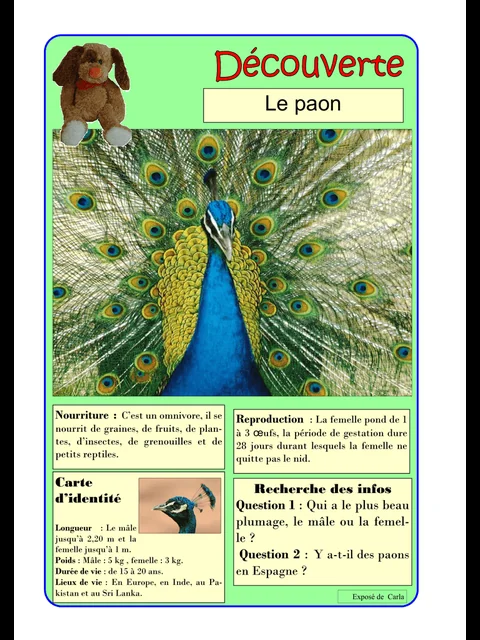 Découverte
Le paon
Nourriture : C'est un omnivore, il se
nourrit de graines, de fruits, de plan-
tes, d'insectes, de grenouilles et de
petits reptiles.
Reproduction : La femelle pond de 1
à 3 œufs, la période de gestation dure
28 jours durant lesquels la femelle ne
quitte pas le nid.
Carte
d'identité
Longueur : Le mâle
jusqu'à 2,20 m et la
femelle jusqu'à 1 m.
Poids : Mâle : 5 kg , femelle : 3 kg.
Durée de vie : de 15 à 20 ans.
Lieux de vie : En Europe, en Inde, au Pa-
kistan et au Sri Lanka.
Recherche des infos
Question 1 : Qui a le plus beau
plumage, le mâle ou la femel-
le ?
Question 2 : Y a-t-il des paons
en Espagne ?
Exposé de Carla